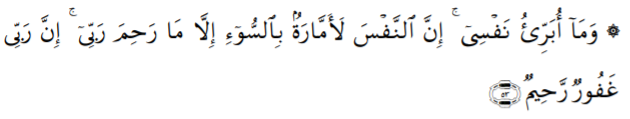 ۞ وَمَآ أُبَرِّئُ نَفْسِىٓ ۚ إِنَّ ٱلنَّفْسَ لَأَمَّارَةٌۢ بِٱلسُّوٓءِ إِلَّا مَا رَحِمَ رَبِّىٓ ۚ إِنَّ رَبِّى
غَفُورٌ رَّحِيمٌ ۝٥٣